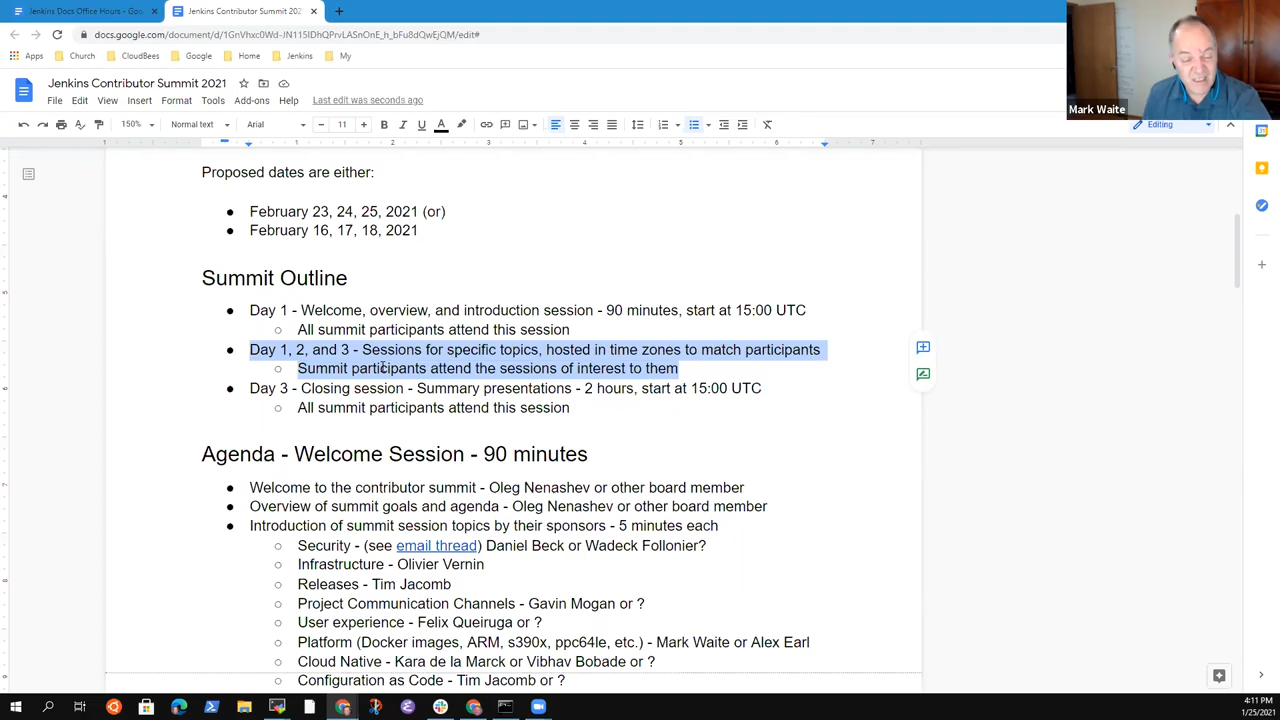 Jenkins Docs Office Hours - Goo
Jenkins Contributor Summit 202
docs.google.com/document/d/1GnVhxc0Wd-JN115IDhQPrvLASnOnE_h_bFu8dQwEjQM/edit#
Apps Church CloudBees Google Home Jenkins My
Jenkins Contributor Summit 2021
File Edit View Insert Format Tools Add-ons Help Last edit was seconds ago
Mark Waite
150% Normal text Arial 11 B I U A Editing
1 1 2 3 4 5 6 7
Proposed dates are either:
● February 23, 24, 25, 2021 (or)
● February 16, 17, 18, 2021
Summit Outline
● Day 1 - Welcome, overview, and introduction session - 90 minutes, start at 15:00 UTC
○ All summit participants attend this session
● Day 1, 2, and 3 - Sessions for specific topics, hosted in time zones to match participants
○ Summit participants attend the sessions of interest to them
● Day 3 - Closing session - Summary presentations - 2 hours, start at 15:00 UTC
○ All summit participants attend this session
Agenda - Welcome Session - 90 minutes
● Welcome to the contributor summit - Oleg Nenashev or other board member
● Overview of summit goals and agenda - Oleg Nenashev or other board member
● Introduction of summit session topics by their sponsors - 5 minutes each
○ Security - (see email thread) Daniel Beck or Wadeck Follonier?
○ Infrastructure - Olivier Vernin
○ Releases - Tim Jacomb
○ Project Communication Channels - Gavin Mogan or ?
○ User experience - Felix Queiruga or ?
○ Platform (Docker images, ARM, s390x, ppc64le, etc.) - Mark Waite or Alex Earl
○ Cloud Native - Kara de la Marck or Vibhav Bobade or ?
○ Configuration as Code - Tim Jacomb or ?
4:11 PM
1/25/2021